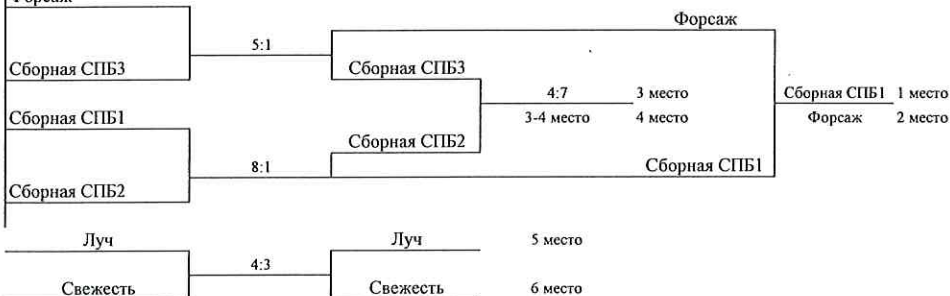 Форсаж
Форсаж
5:1
Сборная СПБ3
Сборная СПБ3
4:7
3 место
Сборная СПБ1
1 место
Сборная СПБ1
3-4 место
4 место
Форсаж
2 место
Сборная СПБ2
8:1
Сборная СПБ1
Сборная СПБ2
Луч
Луч
5 место
4:3
Свежесть
Свежесть
6 место